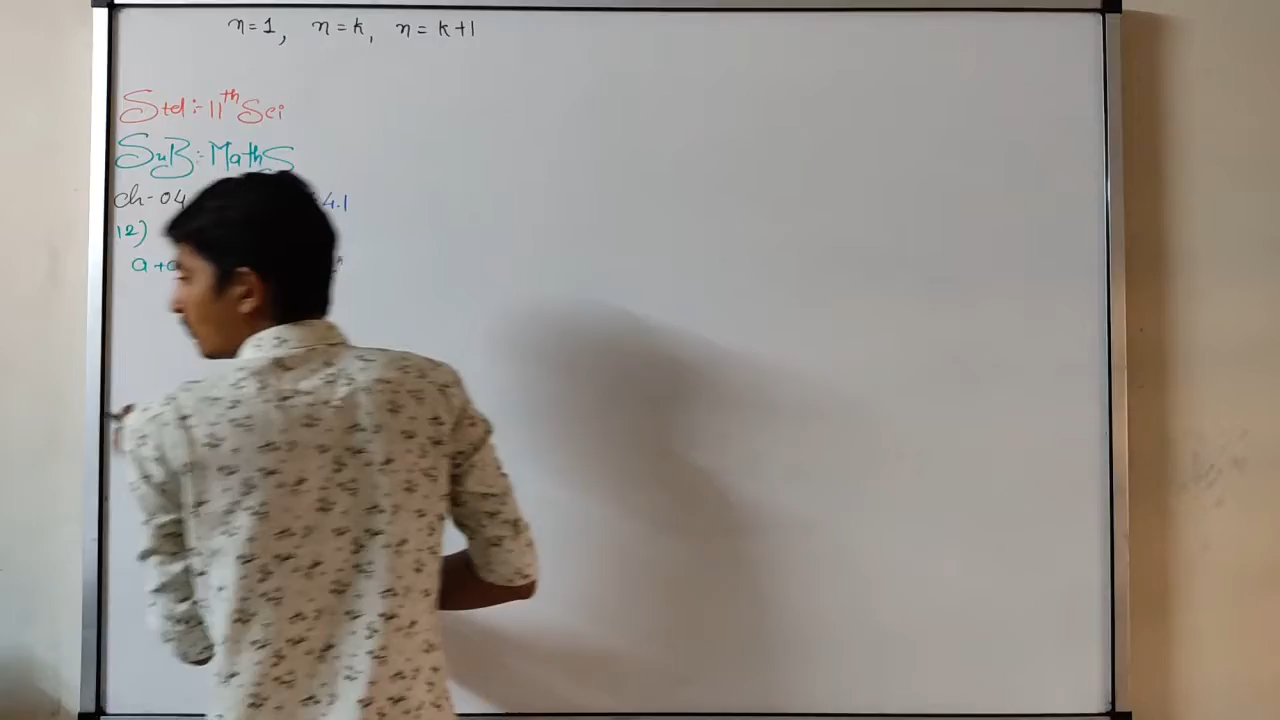 n=1, n=k, n=k+1
Std:-11th Sci
SuB:-MathS
Ch-04 4.1
12)
a+